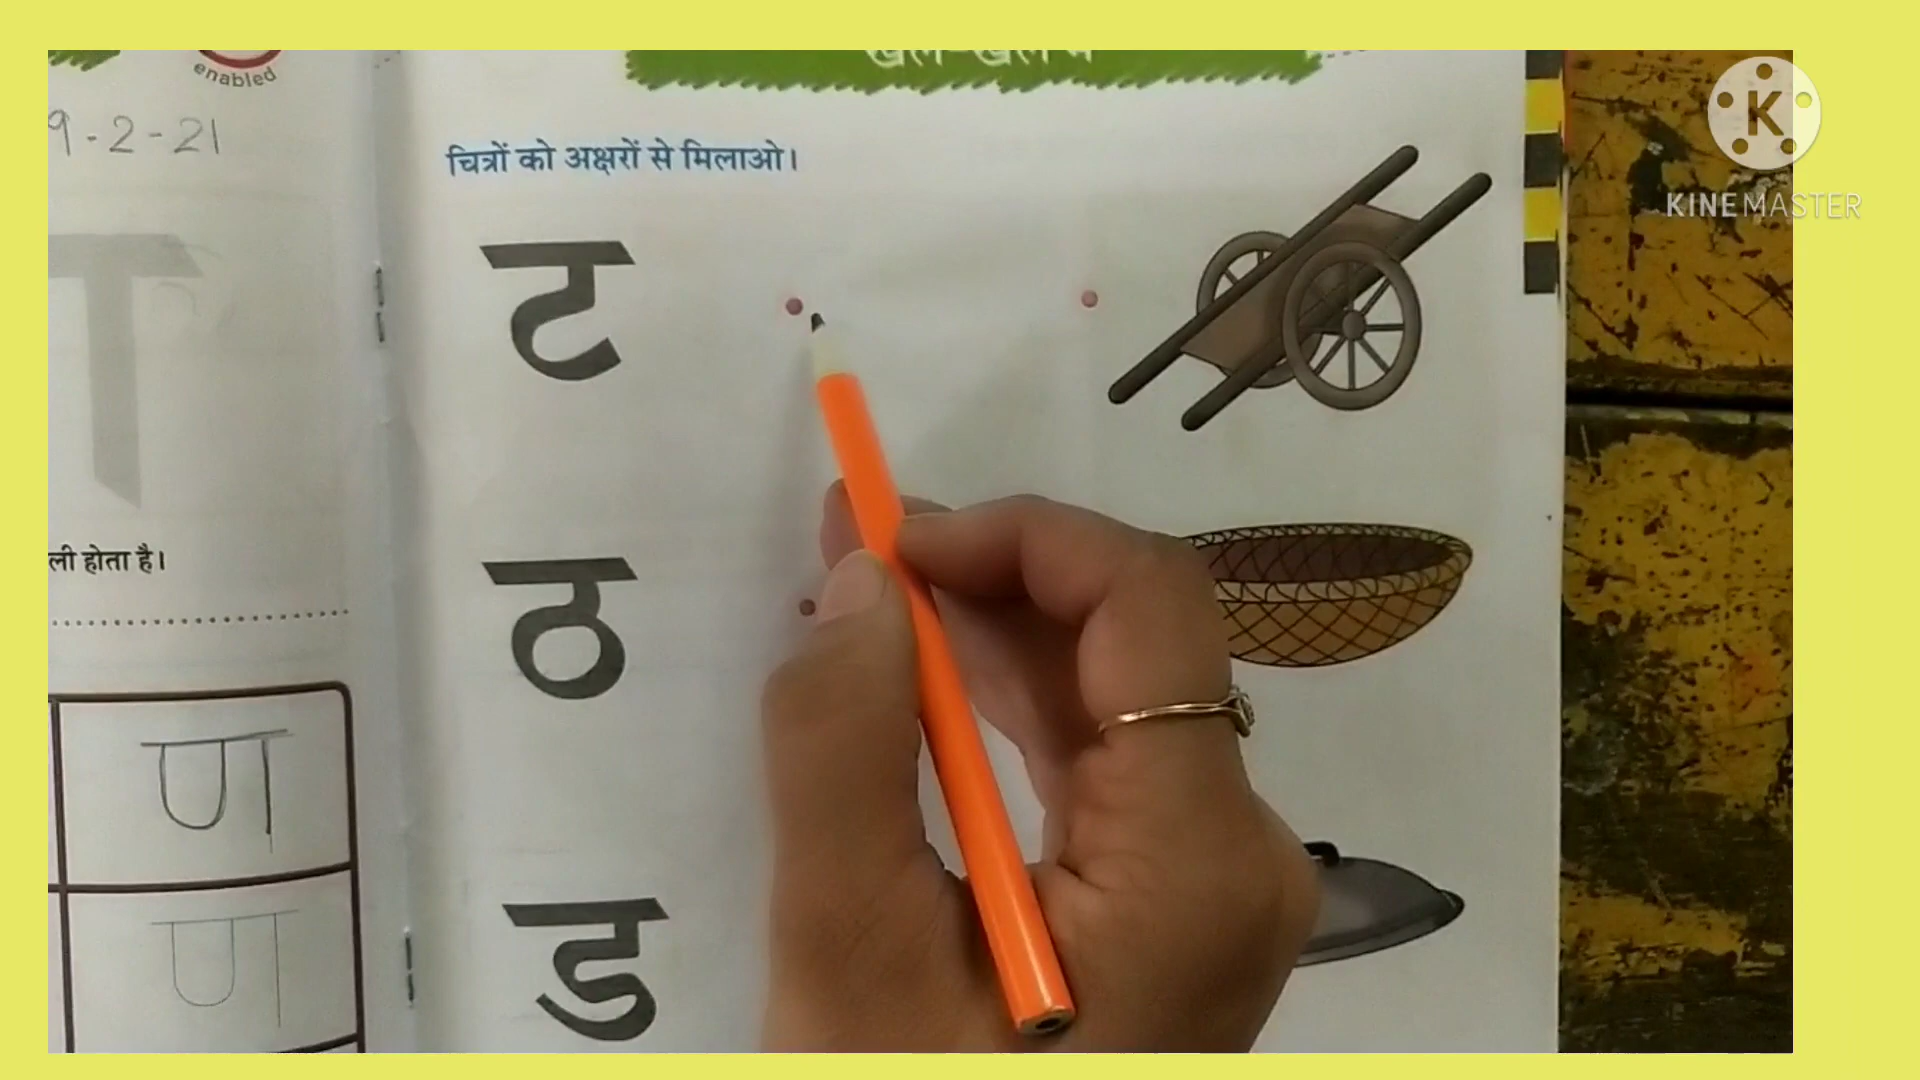 enabled
9-2-21
ली होता है।
ण
ण
खेल-खेल में
चित्रों को अक्षरों से मिलाओ।
ट
ठ
ड
K
KINEMASTER